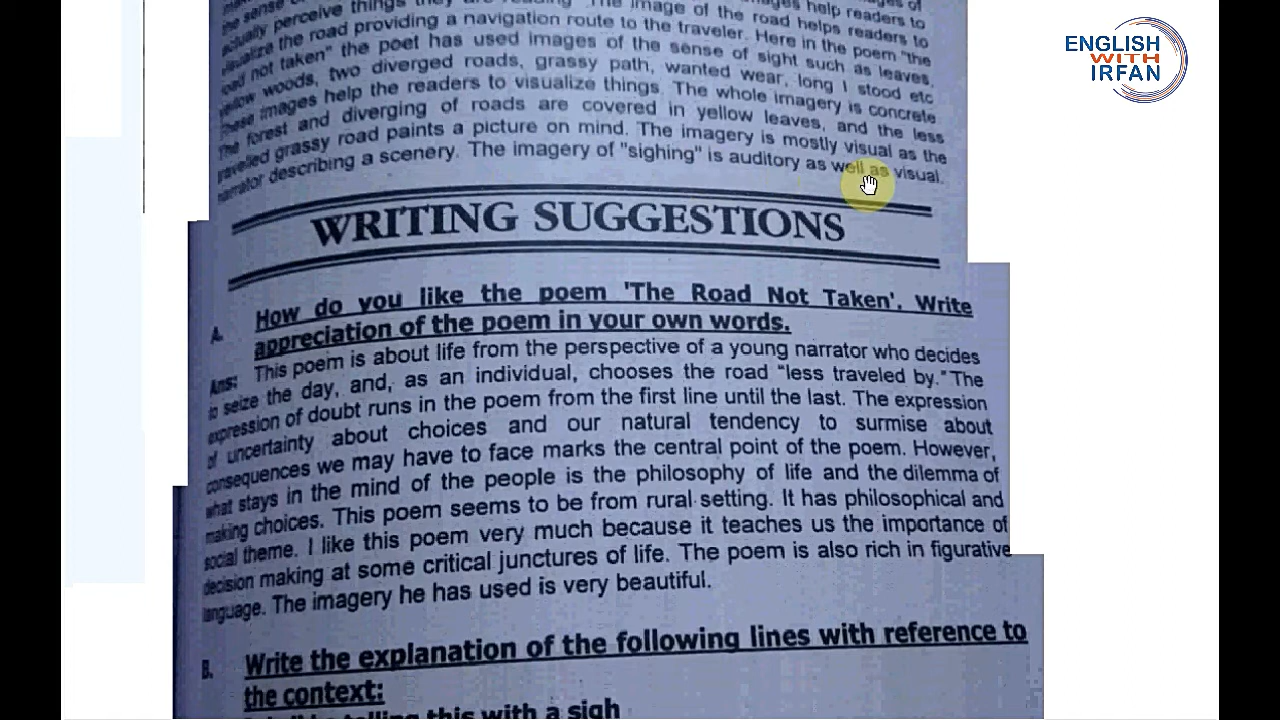 help readers to
actually perceive things they are reading. The image of the road helps readers to
visualize the road providing a navigation route to the traveler. Here in the poem "the
road not taken" the poet has used images of the sense of sight such as leaves,
yellow woods, two diverged roads, grassy path, wanted wear, long I stood etc
These images help the readers to visualize things. The whole imagery is concrete
The forest and diverging of roads are covered in yellow leaves, and the less
travelled grassy road paints a picture on mind. The imagery is mostly visual as the
narrator describing a scenery. The imagery of "sighing" is auditory as well as visual.
ENGLISH
WITH
IRFAN
WRITING SUGGESTIONS
A. How do you like the poem 'The Road Not Taken'. Write
appreciation of the poem in your own words.
Ans: This poem is about life from the perspective of a young narrator who decides
to seize the day, and, as an individual, chooses the road "less traveled by." The
expression of doubt runs in the poem from the first line until the last. The expression
of uncertainty about choices and our natural tendency to surmise about
consequences we may have to face marks the central point of the poem. However,
what stays in the mind of the people is the philosophy of life and the dilemma of
making choices. This poem seems to be from rural setting. It has philosophical and
social theme. I like this poem very much because it teaches us the importance of
decision making at some critical junctures of life. The poem is also rich in figurative
language. The imagery he has used is very beautiful.
B. Write the explanation of the following lines with reference to
the context:
telling this with a sigh